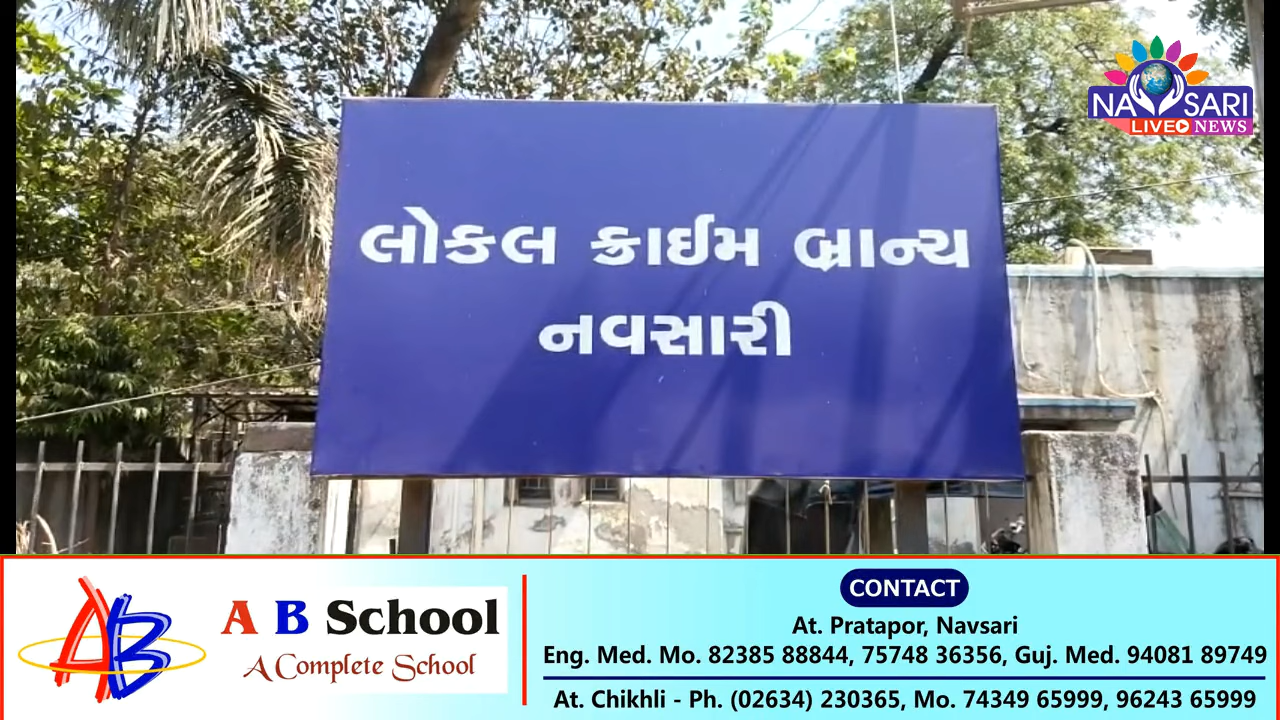 NAVSARI
LIVE NEWS
લોકલ ક્રાઈમ બ્રાન્ચ
નવસારી
AB
A B School
A Complete School
CONTACT
At. Pratapor, Navsari
Eng. Med. Mo. 82385 88844, 75748 36356, Guj. Med. 94081 89749
At. Chikhli - Ph. (02634) 230365, Mo. 74349 65999, 96243 65999